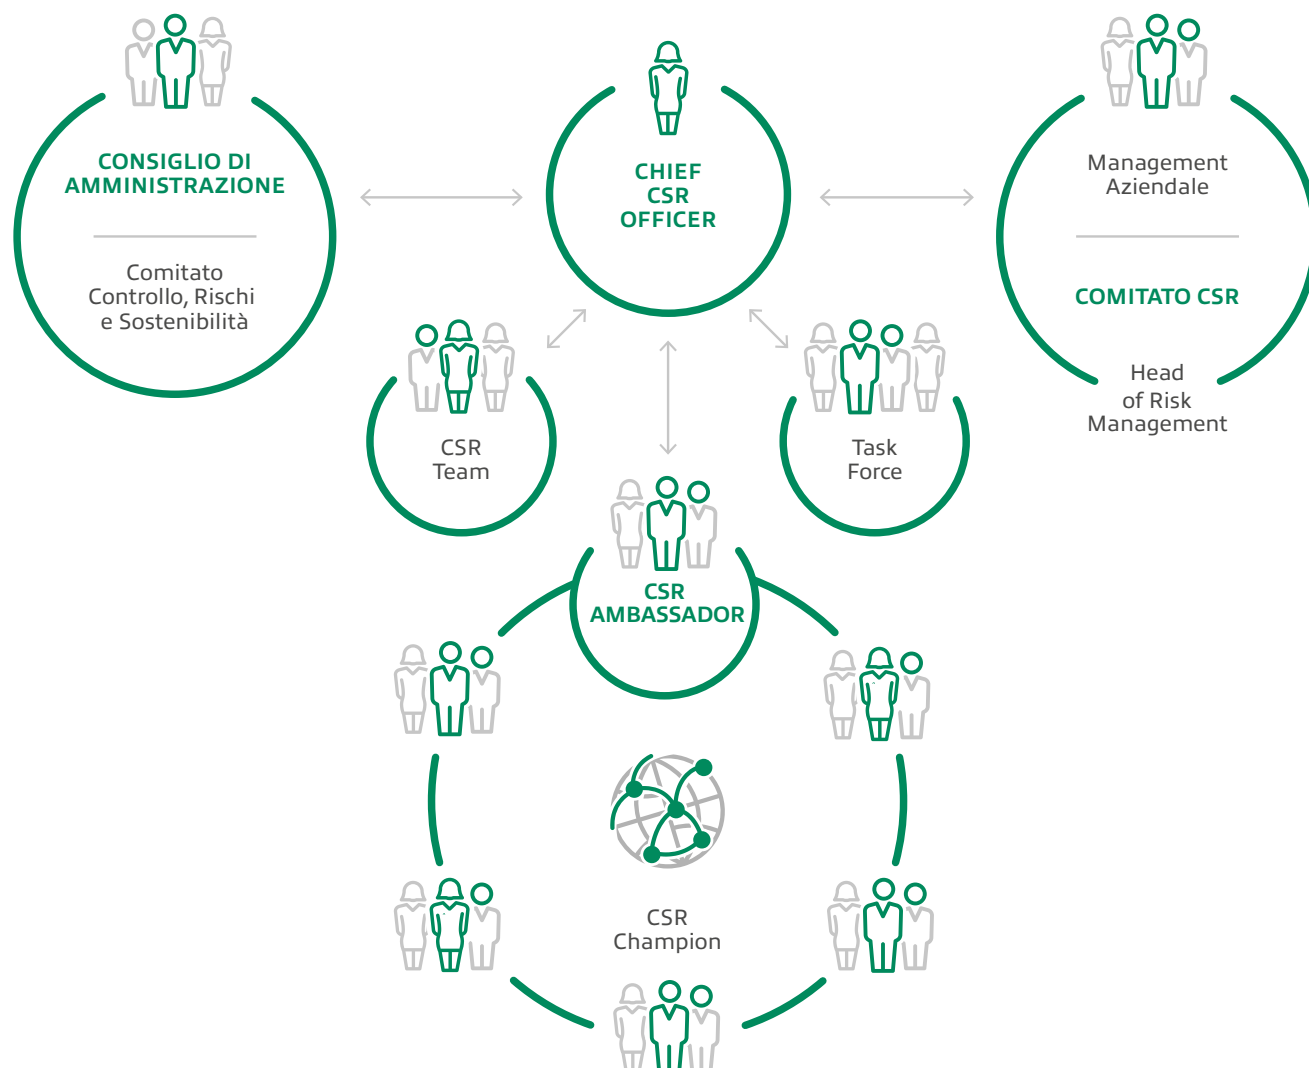 CONSIGLIO DI
AMMINISTRAZIONE
Comitato
Controllo, Rischi
e Sostenibilità
CHIEF
CSR
OFFICER
Management
Aziendale
COMITATO CSR
Head
of Risk
Management
CSR
Team
Task
Force
CSR
AMBASSADOR
CSR
Champion